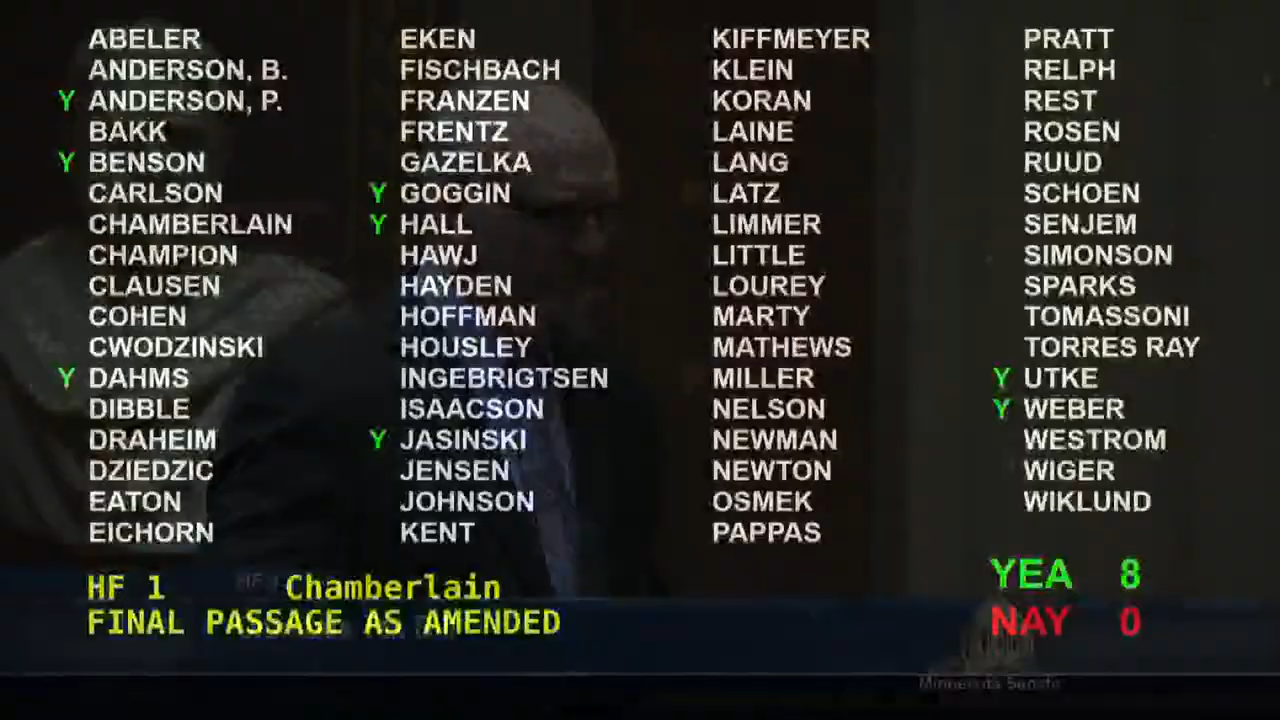 ABELER
ANDERSON, B.
Y ANDERSON, P.
BAKK
Y BENSON
CARLSON
CHAMBERLAIN
CHAMPION
CLAUSEN
COHEN
CWODZINSKI
Y DAHMS
DIBBLE
DRAHEIM
DZIEDZIC
EATON
EICHORN
EKEN
FISCHBACH
FRANZEN
FRENTZ
GAZELKA
Y GOGGIN
Y HALL
HAWJ
HAYDEN
HOFFMAN
HOUSLEY
INGEBRIGTSEN
ISAACSON
Y JASINSKI
JENSEN
JOHNSON
KENT
KIFFMEYER
KLEIN
KORAN
LAINE
LANG
LATZ
LIMMER
LITTLE
LOUREY
MARTY
MATHEWS
MILLER
NELSON
NEWMAN
NEWTON
OSMEK
PAPPAS
PRATT
RELPH
REST
ROSEN
RUUD
SCHOEN
SENJEM
SIMONSON
SPARKS
TOMASSONI
TORRES RAY
Y UTKE
Y WEBER
WESTROM
WIGER
WIKLUND
HF 1 Chamberlain
FINAL PASSAGE AS AMENDED
YEA 8
NAY 0
Minnesota Senate